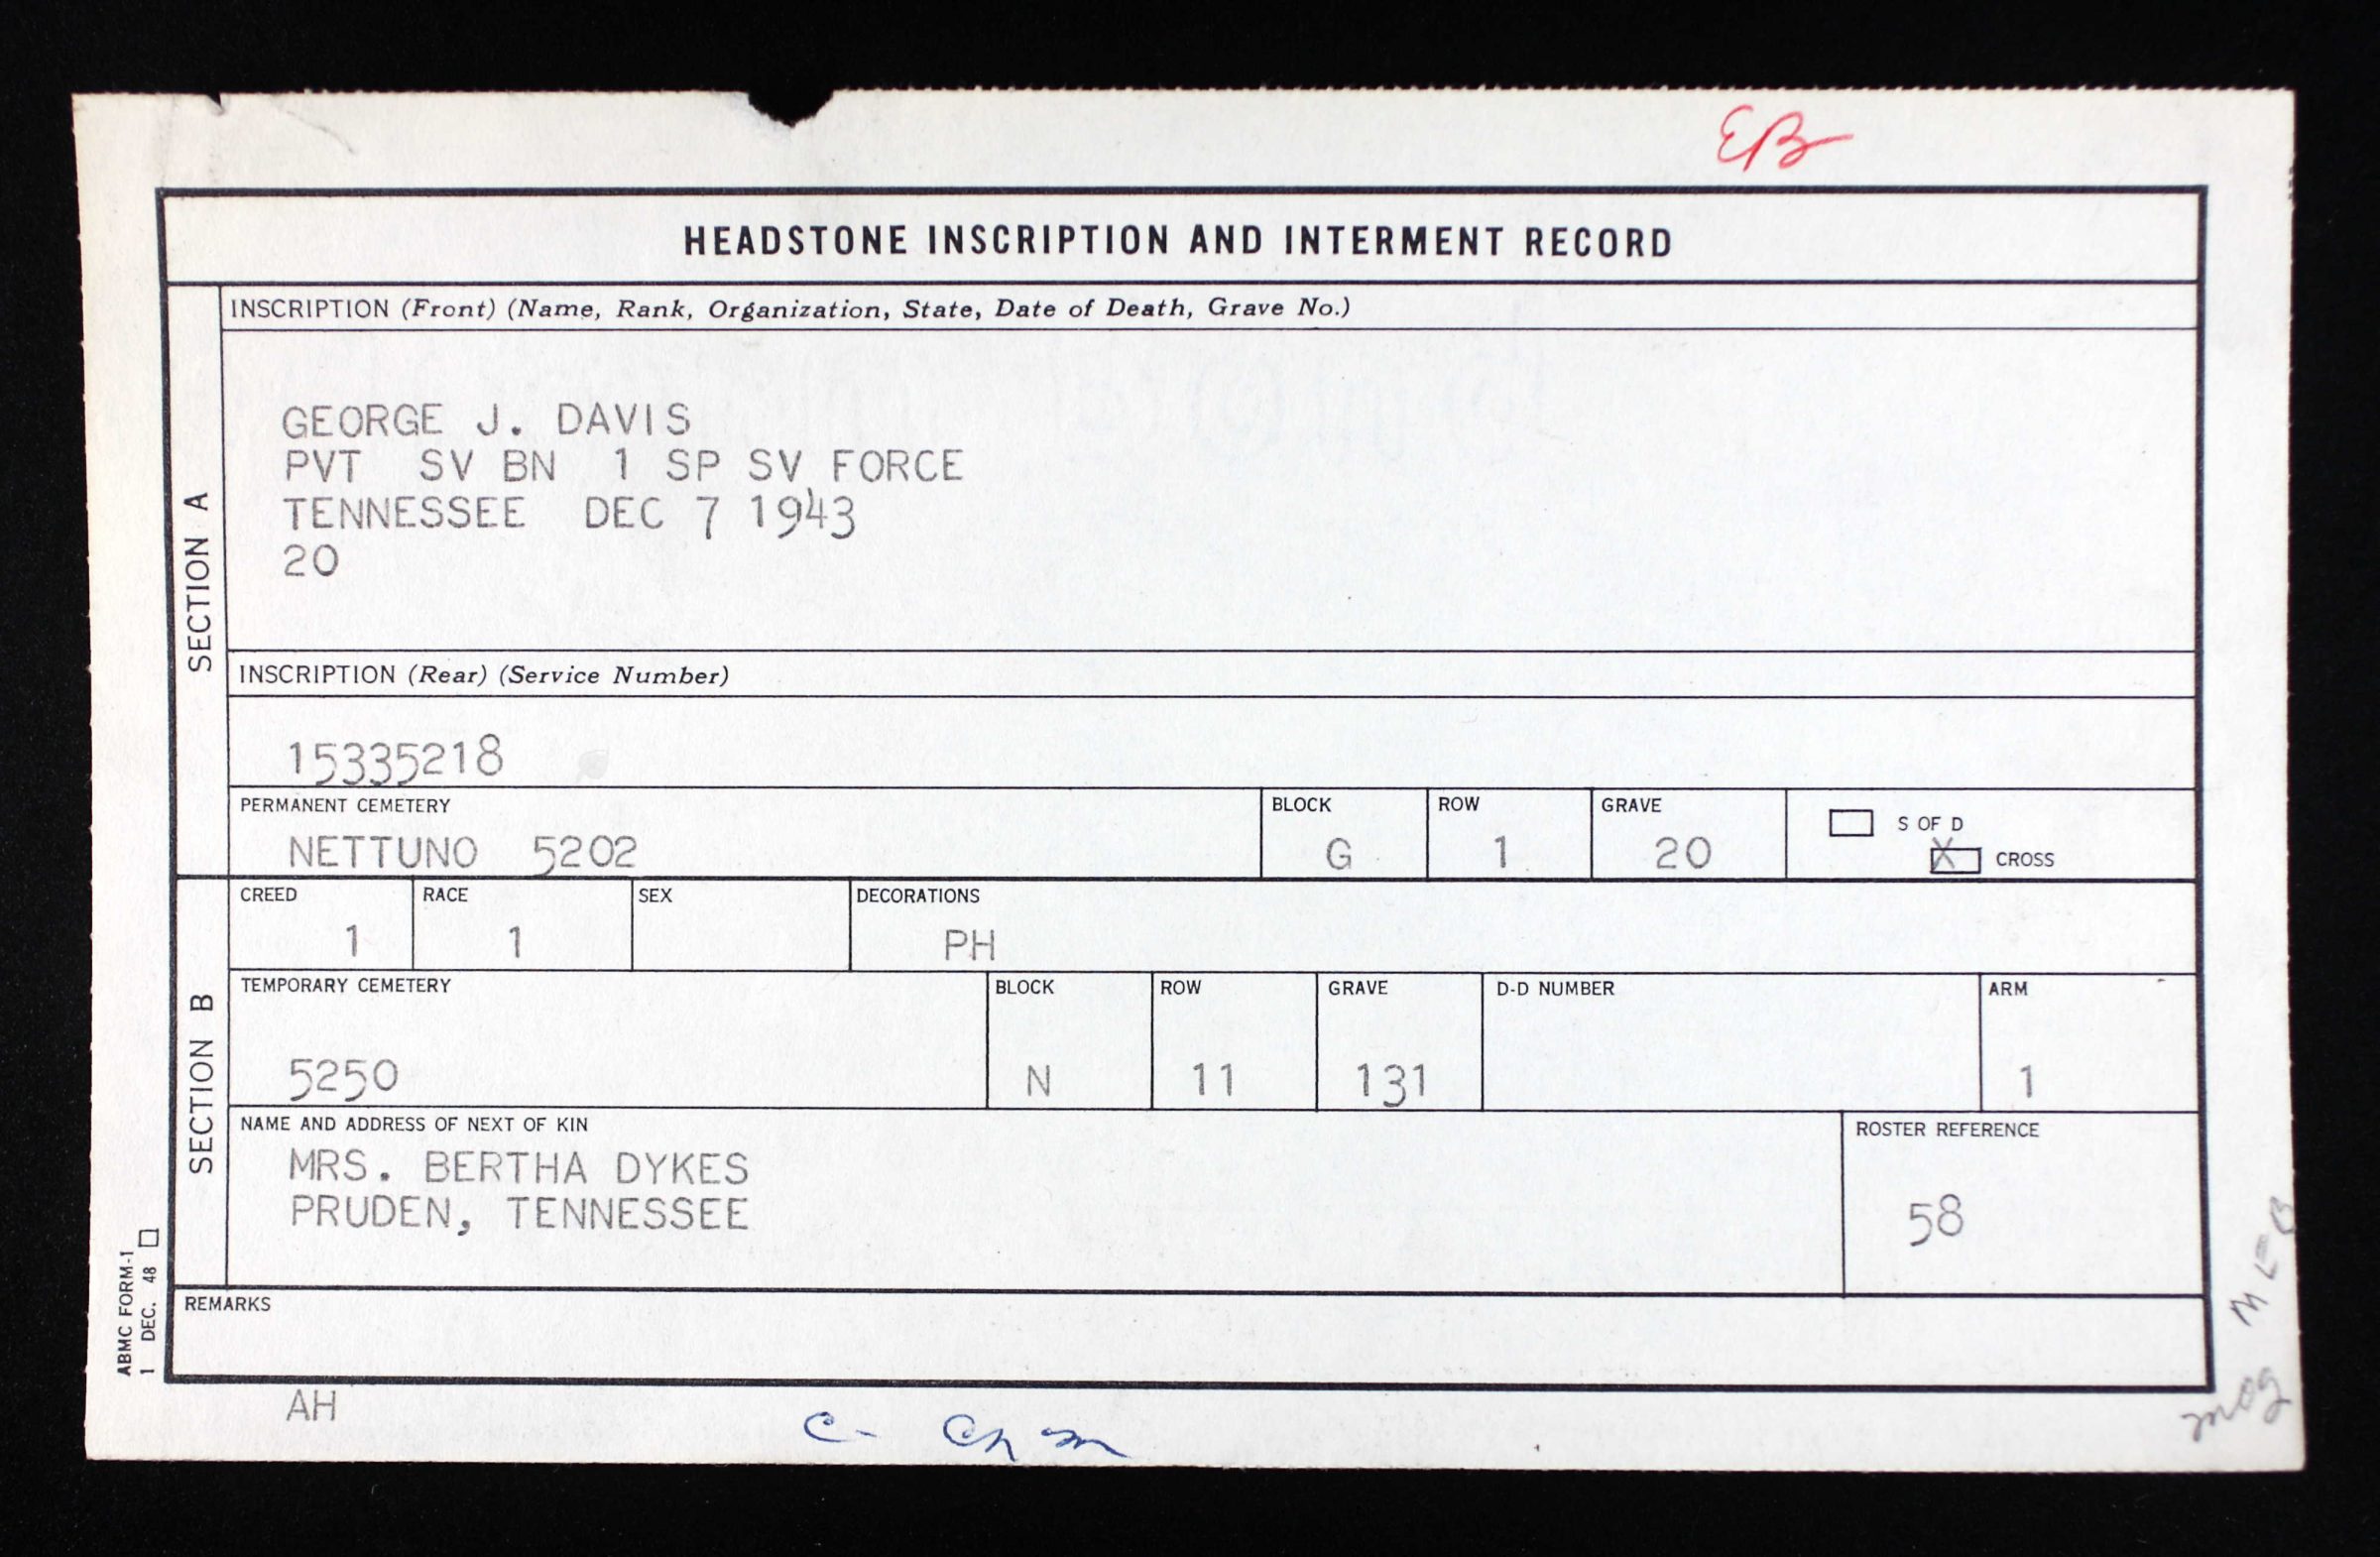 EB
HEADSTONE INSCRIPTION AND INTERMENT RECORD
SECTION A
INSCRIPTION (Front) (Name, Rank, Organization, State, Date of Death, Grave No.)
GEORGE J. DAVIS
PVT SV BN 1 SP SV FORCE
TENNESSEE DEC 7 1943
20
INSCRIPTION (Rear) (Service Number)
15335218
PERMANENT CEMETERY BLOCK ROW GRAVE S OF D
NETTUNO 5202 G 1 20 X CROSS
SECTION B
CREED RACE SEX DECORATIONS
1 1 PH
TEMPORARY CEMETERY BLOCK ROW GRAVE D-D NUMBER ARM
5250 N 11 131 1
NAME AND ADDRESS OF NEXT OF KIN ROSTER REFERENCE
MRS. BERTHA DYKES
PRUDEN, TENNESSEE 58
REMARKS
ABMC FORM-1
1 DEC. 48
AH
MEB